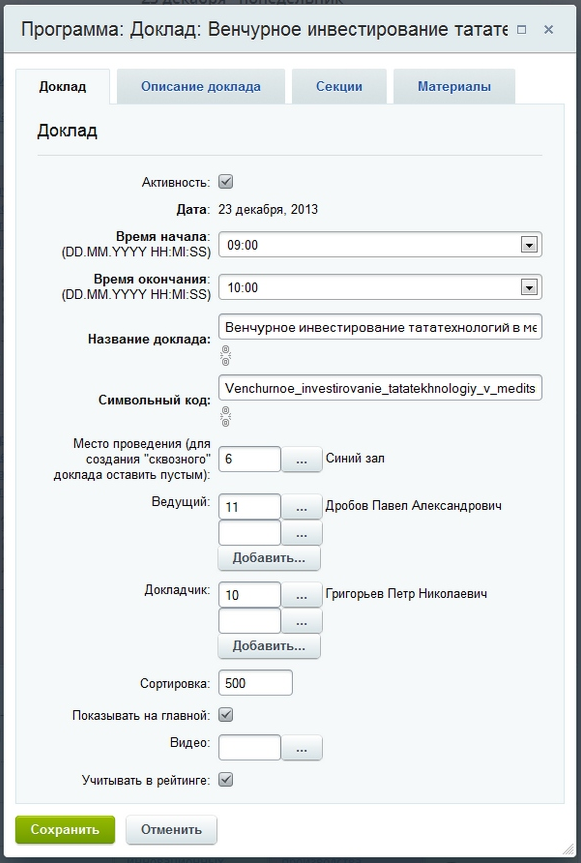 Программа: Доклад: Венчурное инвестирование тататe
Доклад
Описание доклада
Секции
Материалы
Доклад
Активность:
Дата: 23 декабря, 2013
Время начала:
(DD.MM.YYYY HH:MI:SS)
09:00
Время окончания:
(DD.MM.YYYY HH:MI:SS)
10:00
Название доклада:
Венчурное инвестирование тататехнологий в ме
Символьный код:
Venchurnoe_investirovanie_tatatekhnologiy_v_medits
Место проведения (для
создания "сквозного"
доклада оставить пустым):
6 ... Синий зал
Ведущий:
11 ... Дробов Павел Александрович
...
Добавить...
Докладчик:
10 ... Григорьев Петр Николаевич
...
Добавить...
Сортировка: 500
Показывать на главной:
Видео: ...
Учитывать в рейтинге:
Сохранить
Отменить